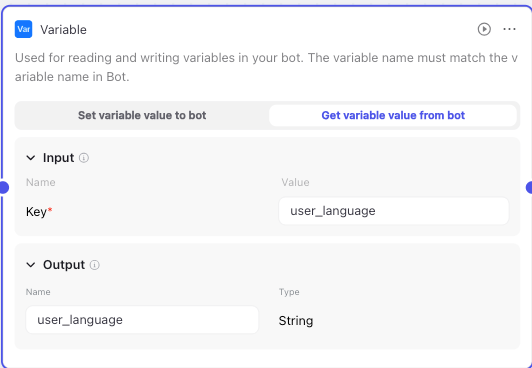 Var Variable
Used for reading and writing variables in your bot. The variable name must match the v
ariable name in Bot.
Set variable value to bot Get variable value from bot
Input
Name Value
Key* user_language
Output
Name Type
user_language String